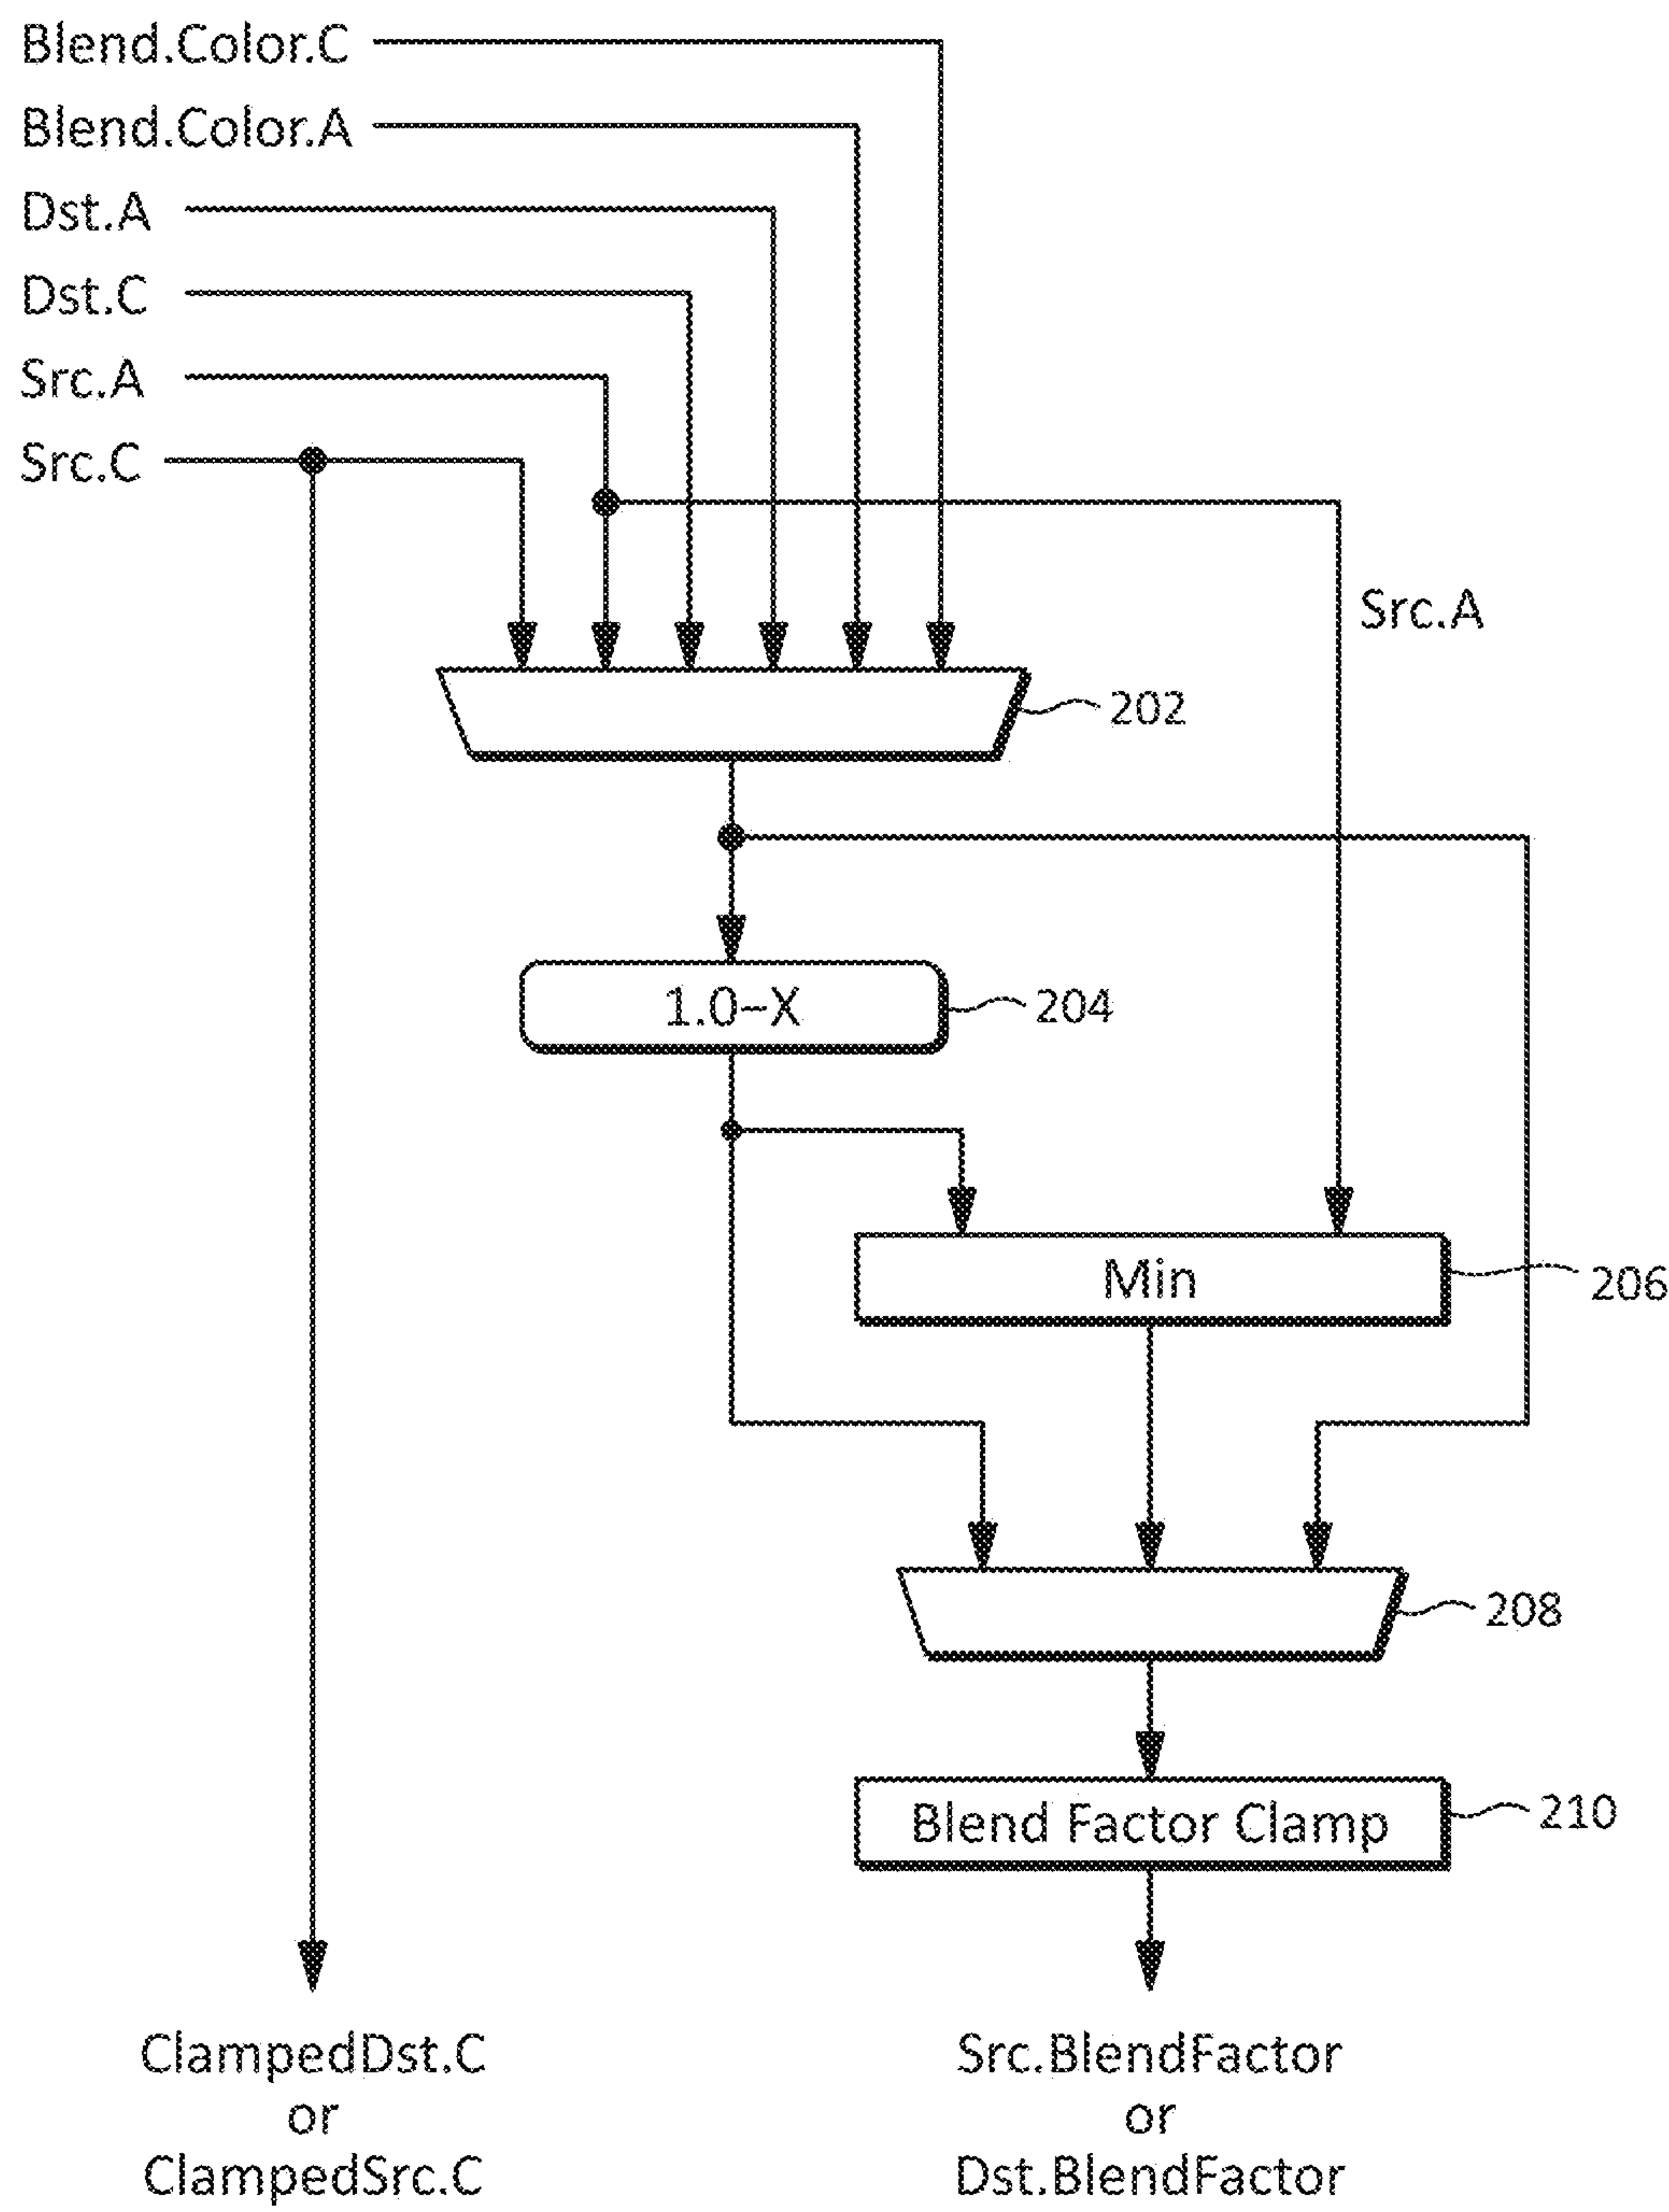 Blend.Color.C
Blend.Color.A
Dst.A
Dst.C
Src.A
Src.C
Src.A
202
1.0–X
204
Min
206
208
Blend Factor Clamp
210
ClampedDst.C
or
ClampedSrc.C
Src.BlendFactor
or
Dst.BlendFactor